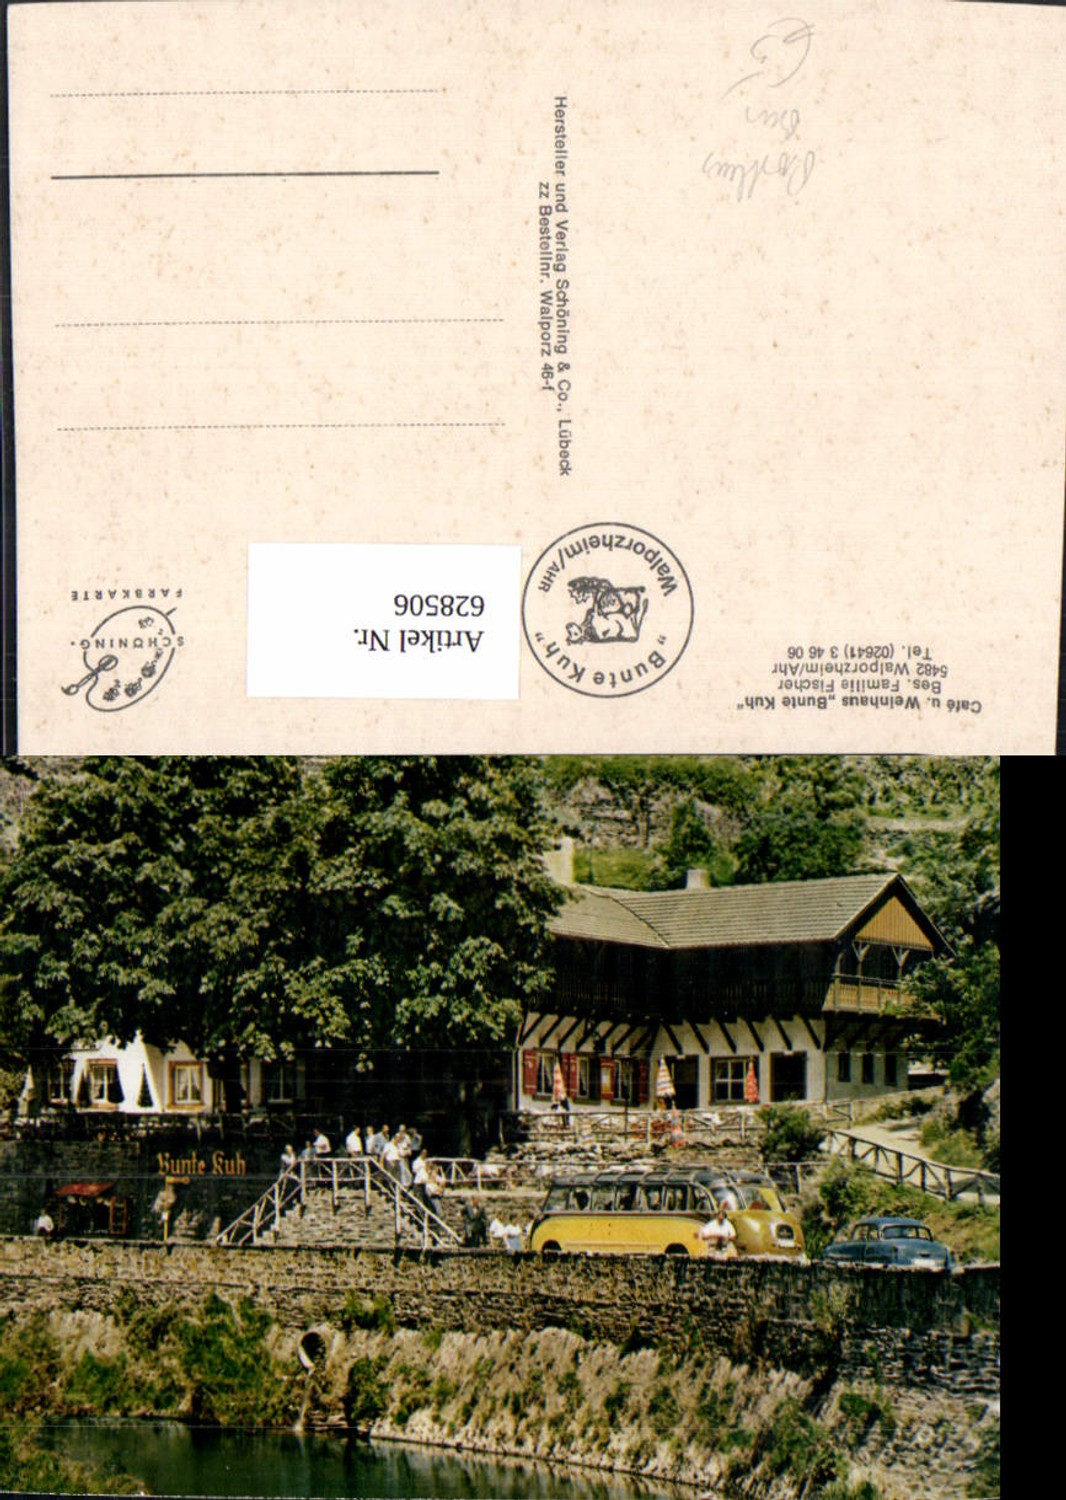 Café u. Weinhaus „Bunte Kuh“
Bes. Familie Fischer
5482 Walporzheim/Ahr
Tel. (02641) 3 46 06
„Bunte Kuh“
Walporzheim/AHR
Hersteller und Verlag Schöning & Co., Lübeck
zz Bestellnr. Walporz 46-f
Artikel Nr.
628506
SCHÖNING·
FARBKARTE
Bunte Kuh